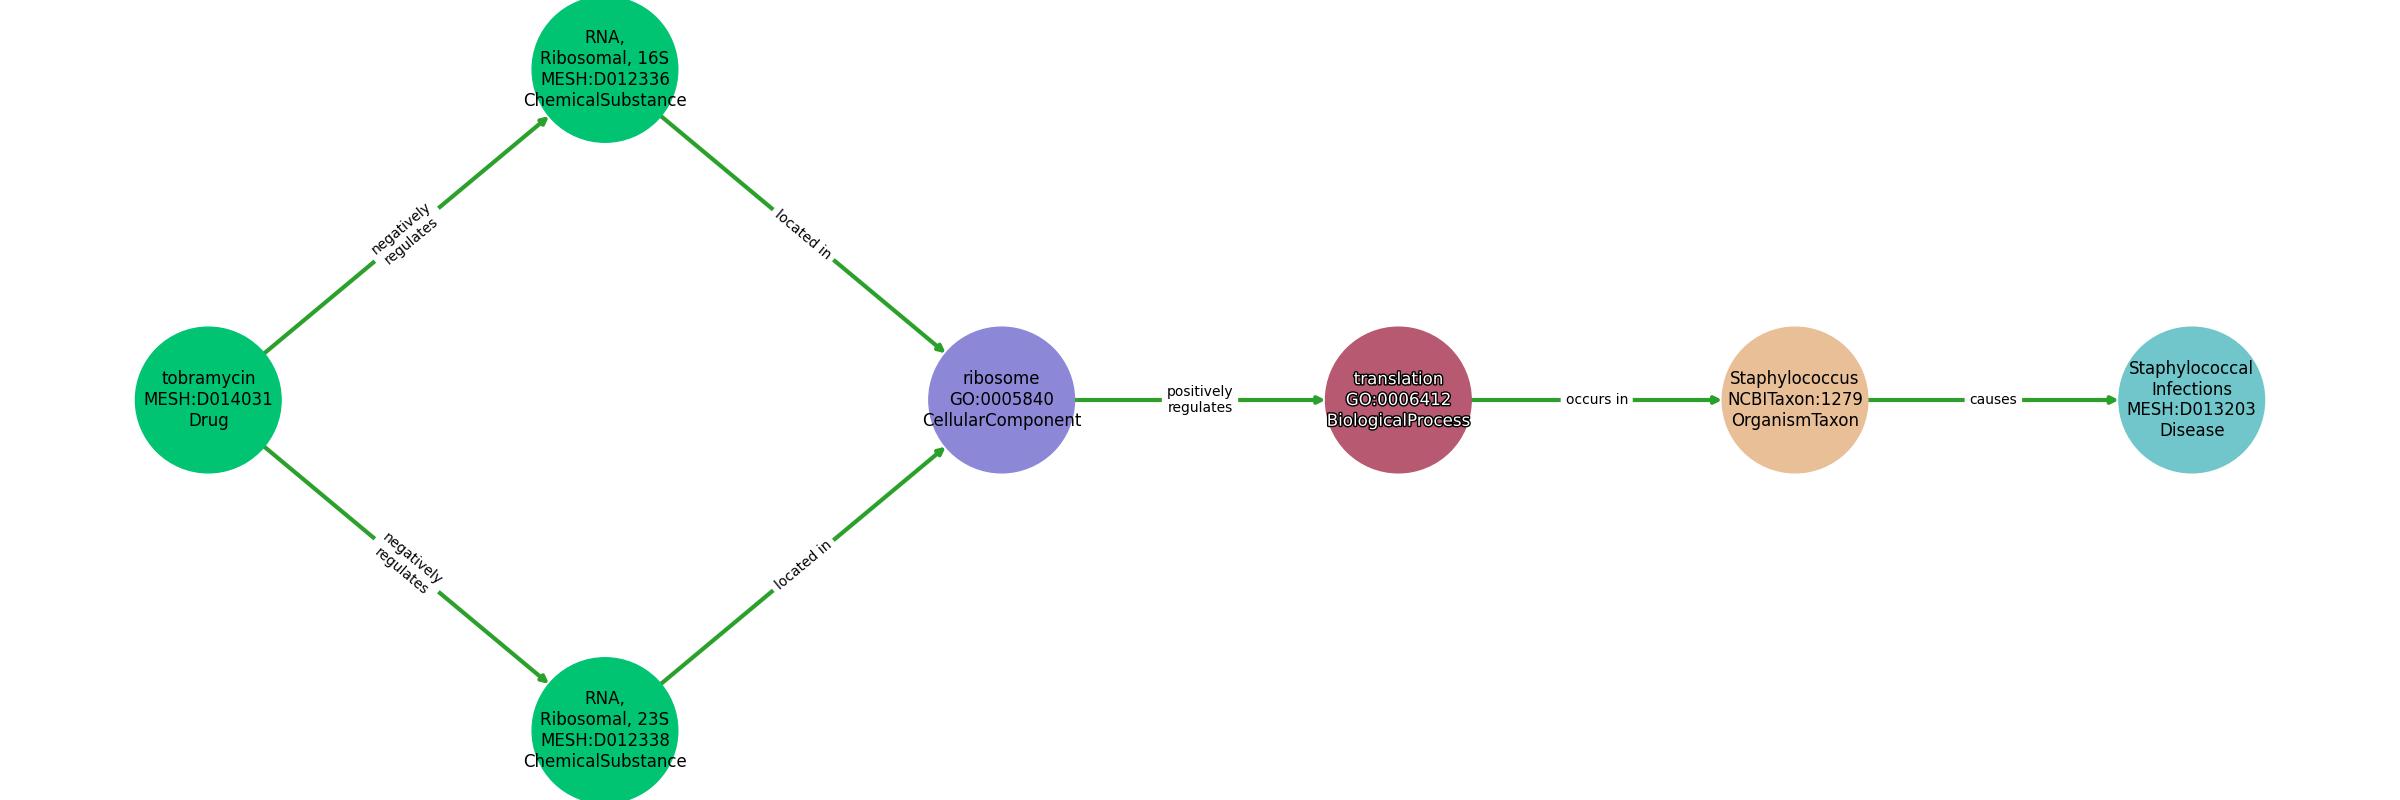 RNA,
Ribosomal, 16S
MESH:D012336
ChemicalSubstance
negatively
regulates
located in
tobramycin
MESH:D014031
Drug
ribosome
GO:0005840
CellularComponent
positively
regulates
translation
GO:0006412
BiologicalProcess
occurs in
Staphylococcus
NCBITaxon:1279
OrganismTaxon
causes
Staphylococcal
Infections
MESH:D013203
Disease
negatively
regulates
located in
RNA,
Ribosomal, 23S
MESH:D012338
ChemicalSubstance